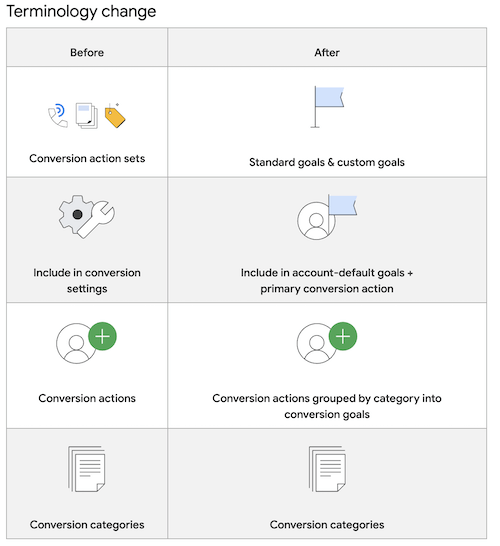 Terminology change
Before
After
Conversion action sets
Standard goals & custom goals
Include in conversion
settings
Include in account-default goals +
primary conversion action
Conversion actions
Conversion actions grouped by category into
conversion goals
Conversion categories
Conversion categories